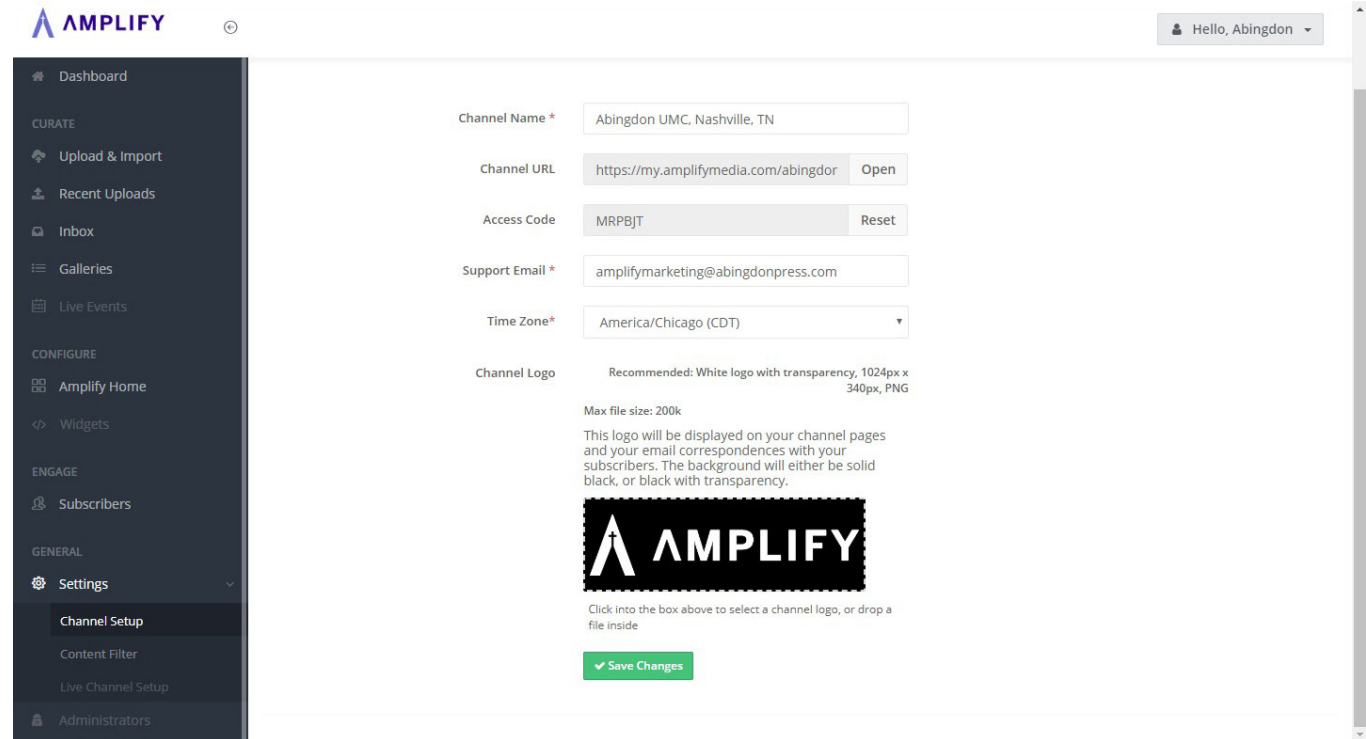 AMPLIFY
Hello, Abingdon
Dashboard
CURATE
Upload & Import
Recent Uploads
Inbox
Galleries
Live Events
CONFIGURE
Amplify Home
Widgets
ENGAGE
Subscribers
GENERAL
Settings
Channel Setup
Content Filter
Live Channel Setup
Administrators
Channel Name *
Abingdon UMC, Nashville, TN
Channel URL
https://my.amplifymedia.com/abingdor
Open
Access Code
MRPBJT
Reset
Support Email *
amplifymarketing@abingdonpress.com
Time Zone*
America/Chicago (CDT)
Channel Logo
Recommended: White logo with transparency, 1024px x
340px, PNG
Max file size: 200k
This logo will be displayed on your channel pages
and your email correspondences with your
subscribers. The background will either be solid
black, or black with transparency.
AMPLIFY
Click into the box above to select a channel logo, or drop a
file inside
Save Changes